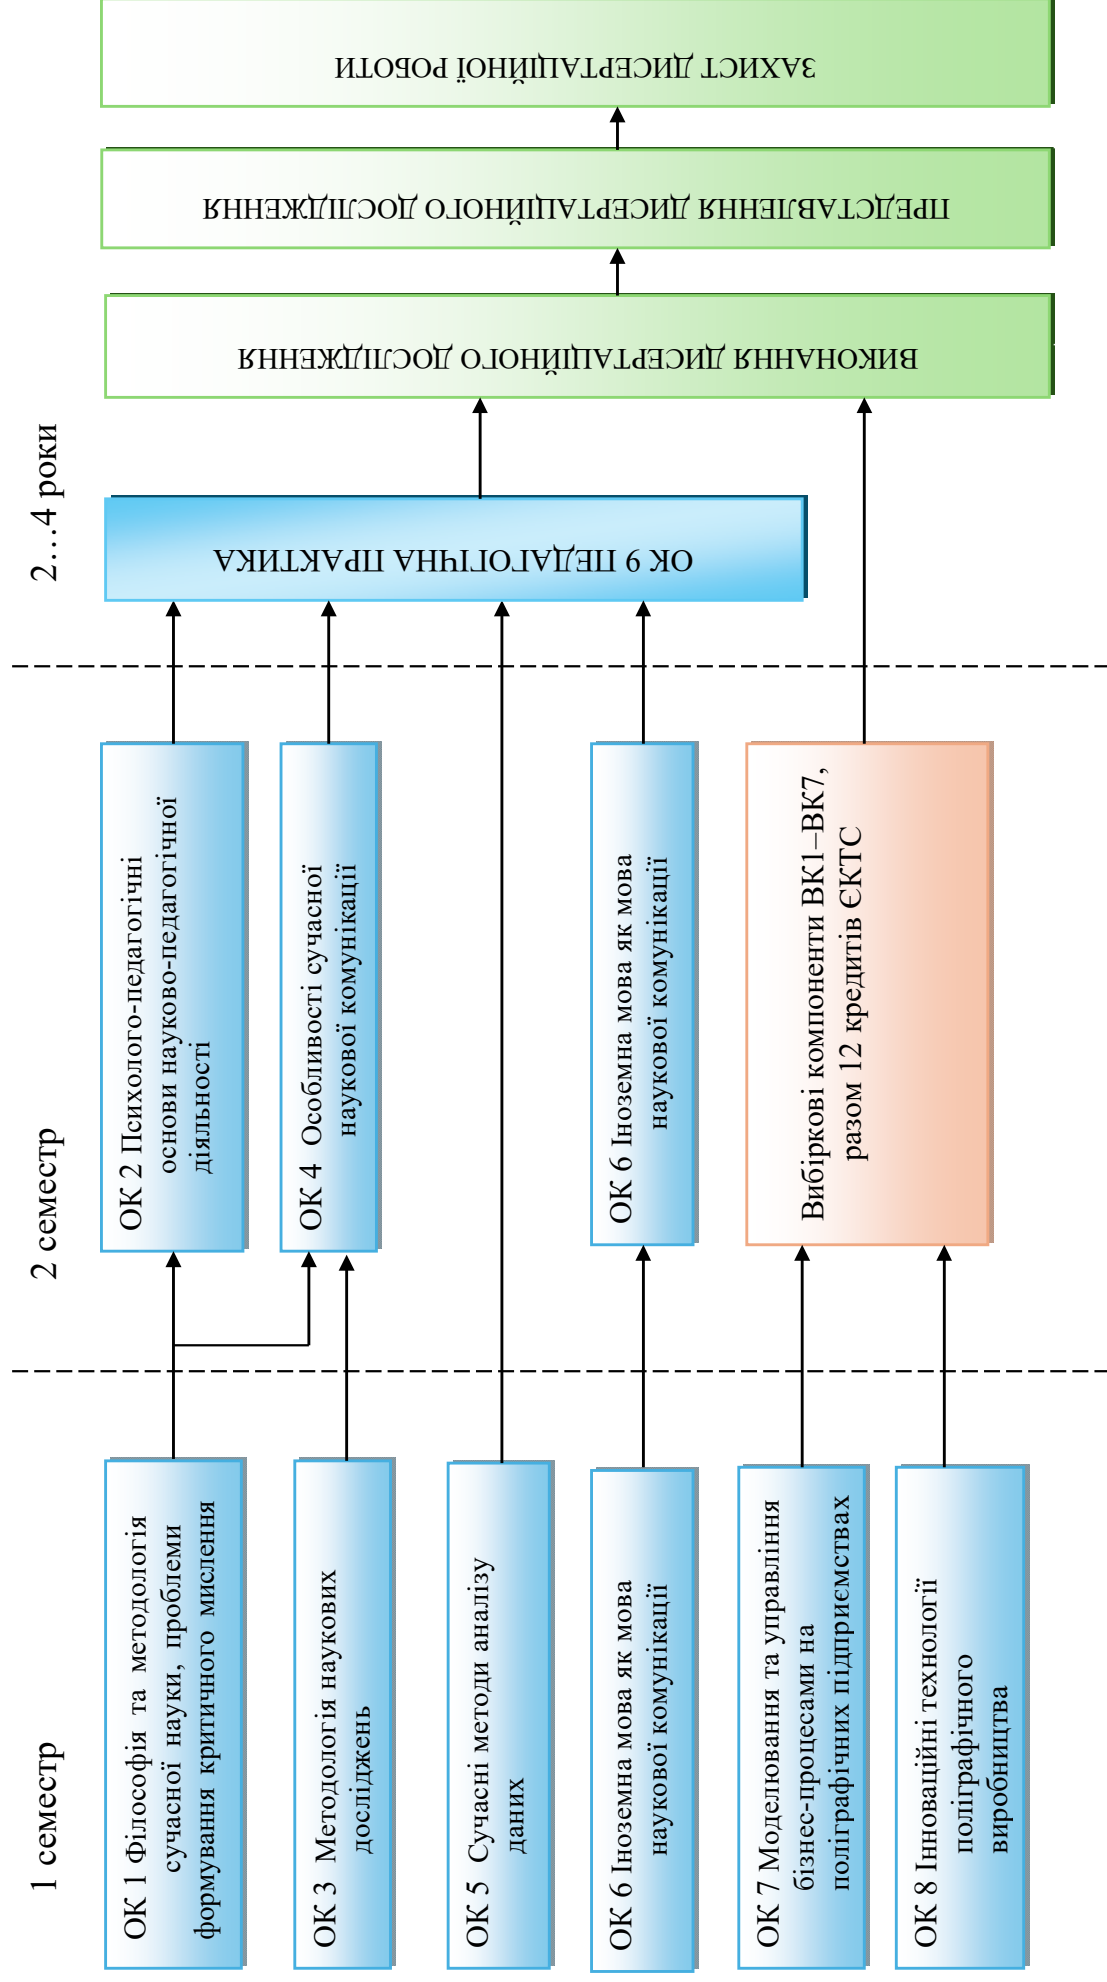 1 семестр
2 семестр
2…4 роки
ОК 1 Філософія та методологія
сучасної науки, проблеми
формування критичного мислення
ОК 3 Методологія наукових
досліджень
ОК 5 Сучасні методи аналізу
даних
ОК 6 Іноземна мова як мова
наукової комунікації
ОК 7 Моделювання та управління
бізнес-процесами на
поліграфічних підприємствах
ОК 8 Інноваційні технології
поліграфічного
виробництва
ОК 2 Психолого-педагогічні
основи науково-педагогічної
діяльності
ОК 4 Особливості сучасної
наукової комунікації
ОК 6 Іноземна мова як мова
наукової комунікації
Вибіркові компоненти ВК1–ВК7,
разом 12 кредитів ЄКТС
ОК 9 ПЕДАГОГІЧНА ПРАКТИКА
ВИКОНАННЯ ДИСЕРТАЦІЙНОГО ДОСЛІДЖЕННЯ
ПРЕДСТАВЛЕННЯ ДИСЕРТАЦІЙНОГО ДОСЛІДЖЕННЯ
ЗАХИСТ ДИСЕРТАЦІЙНОЇ РОБОТИ